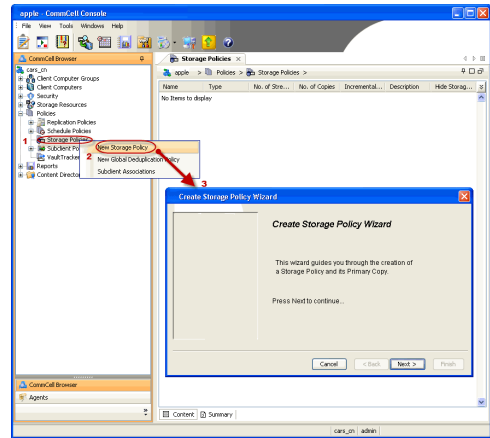 apple - CommCell Console
File View Tools Windows Help
CommCell Browser
cars_cn
Client Computer Groups
Client Computers
Security
Storage Resources
Policies
Replication Policies
Schedule Policies
1 Storage Policies
Subclient Po
VaultTracker
Reports
Content Director
Storage Policies ×
apple > Policies > Storage Policies >
Name Type No. of Stre... No. of Copies Incremental... Description Hide Storag...
No Items to display
2 New Storage Policy
New Global Deduplication Policy
Subclient Associations
3
Create Storage Policy Wizard
Create Storage Policy Wizard
This wizard guides you through the creation of
a Storage Policy and its Primary Copy.
Press Next to continue...
Cancel < Back Next > Finish
CommCell Browser
Agents
Content Summary
cars_cn admin